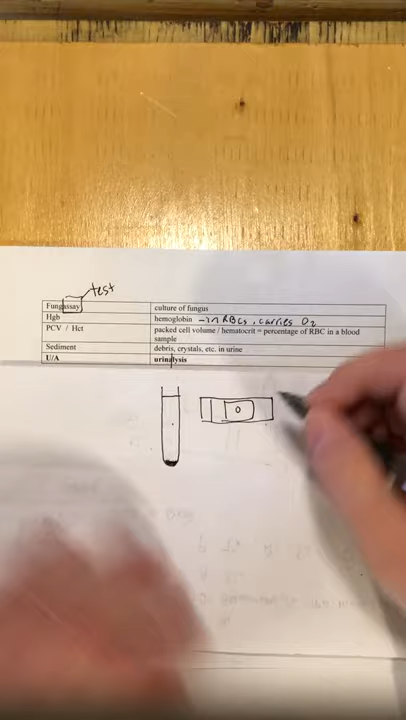 test
Fungassay culture of fungus
Hgb hemoglobin → in RBCs, carries O2
PCV / Hct packed cell volume / hematocrit = percentage of RBC in a blood
sample
Sediment debris, crystals, etc. in urine
U/A urinalysis